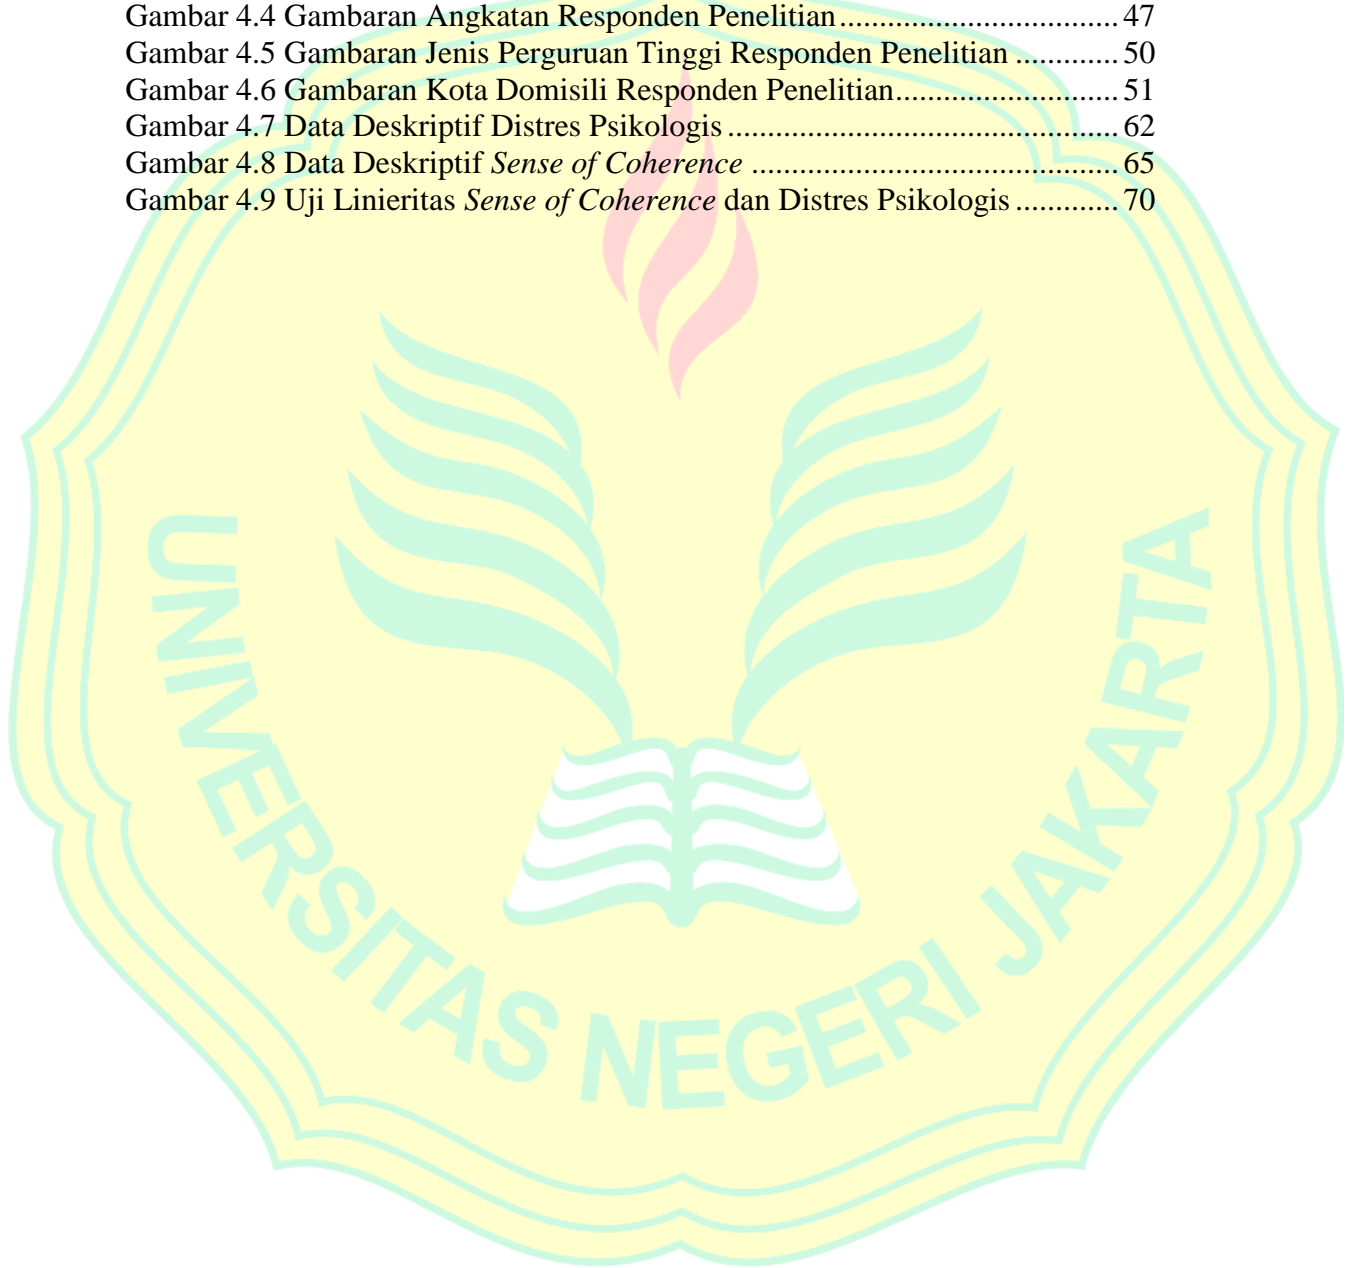 Gambar 4.4 Gambaran Angkatan Responden Penelitian................................... 47
Gambar 4.5 Gambaran Jenis Perguruan Tinggi Responden Penelitian ............. 50
Gambar 4.6 Gambaran Kota Domisili Responden Penelitian............................ 51
Gambar 4.7 Data Deskriptif Distres Psikologis ................................................. 62
Gambar 4.8 Data Deskriptif Sense of Coherence .............................................. 65
Gambar 4.9 Uji Linieritas Sense of Coherence dan Distres Psikologis ............. 70
UNIVERSITAS NEGERI JAKARTA